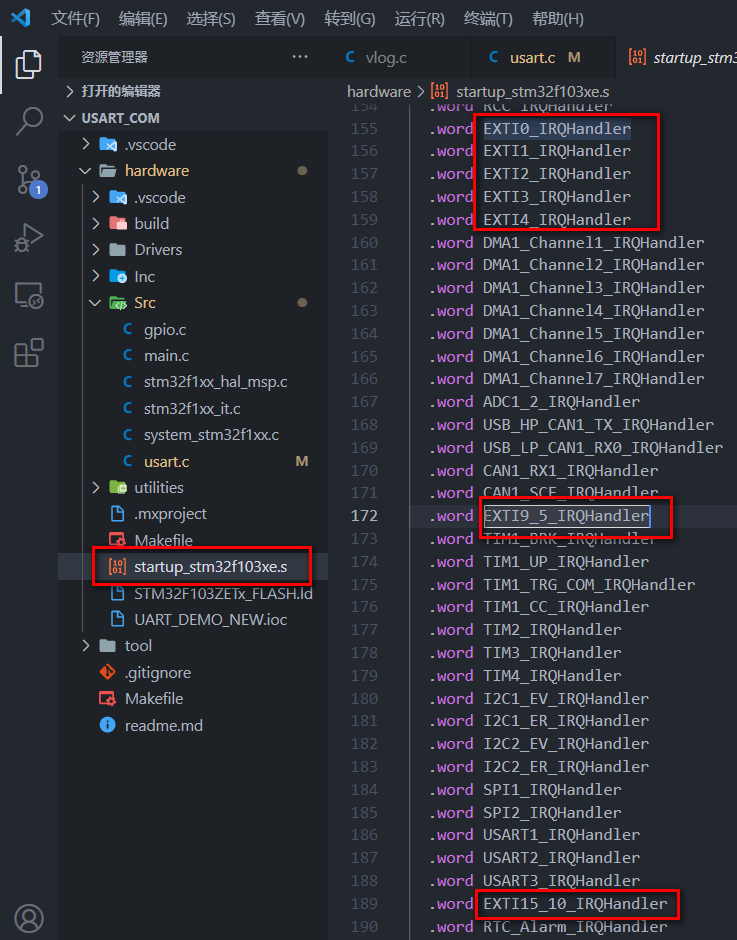 文件(F) 编辑(E) 选择(S) 查看(V) 转到(G) 运行(R) 终端(T) 帮助(H)
资源管理器 ···
打开的编辑器
USART_COM
.vscode
hardware
.vscode
build
Drivers
Inc
Src
gpio.c
main.c
stm32f1xx_hal_msp.c
stm32f1xx_it.c
system_stm32f1xx.c
usart.c M
utilities
.mxproject
Makefile
startup_stm32f103xe.s
STM32F103ZETx_FLASH.ld
UART_DEMO_NEW.ioc
tool
.gitignore
Makefile
readme.md
1
C vlog.c
C usart.c M
startup_stm3
hardware > startup_stm32f103xe.s
154 .word RCC_IRQHandler
155 .word EXTI0_IRQHandler
156 .word EXTI1_IRQHandler
157 .word EXTI2_IRQHandler
158 .word EXTI3_IRQHandler
159 .word EXTI4_IRQHandler
160 .word DMA1_Channel1_IRQHandler
161 .word DMA1_Channel2_IRQHandler
162 .word DMA1_Channel3_IRQHandler
163 .word DMA1_Channel4_IRQHandler
164 .word DMA1_Channel5_IRQHandler
165 .word DMA1_Channel6_IRQHandler
166 .word DMA1_Channel7_IRQHandler
167 .word ADC1_2_IRQHandler
168 .word USB_HP_CAN1_TX_IRQHandler
169 .word USB_LP_CAN1_RX0_IRQHandler
170 .word CAN1_RX1_IRQHandler
171 .word CAN1_SCE_IRQHandler
172 .word EXTI9_5_IRQHandler
173 .word TIM1_BRK_IRQHandler
174 .word TIM1_UP_IRQHandler
175 .word TIM1_TRG_COM_IRQHandler
176 .word TIM1_CC_IRQHandler
177 .word TIM2_IRQHandler
178 .word TIM3_IRQHandler
179 .word TIM4_IRQHandler
180 .word I2C1_EV_IRQHandler
181 .word I2C1_ER_IRQHandler
182 .word I2C2_EV_IRQHandler
183 .word I2C2_ER_IRQHandler
184 .word SPI1_IRQHandler
185 .word SPI2_IRQHandler
186 .word USART1_IRQHandler
187 .word USART2_IRQHandler
188 .word USART3_IRQHandler
189 .word EXTI15_10_IRQHandler
190 .word RTC_Alarm_IRQHandler